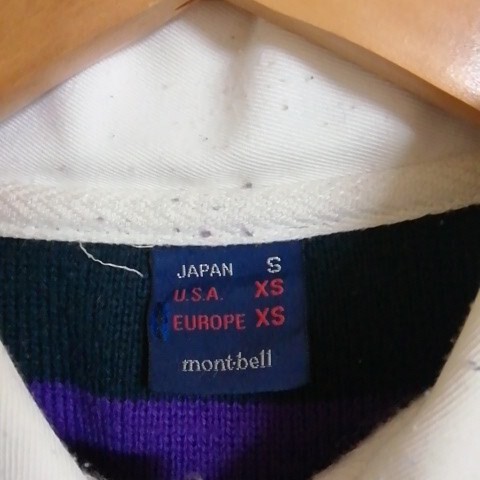 JAPAN S
U.S.A. XS
EUROPE XS
mont-bell